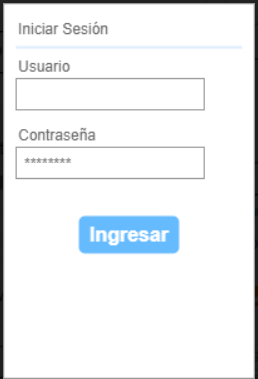 Iniciar Sesión
Usuario
Contraseña
********
Ingresar